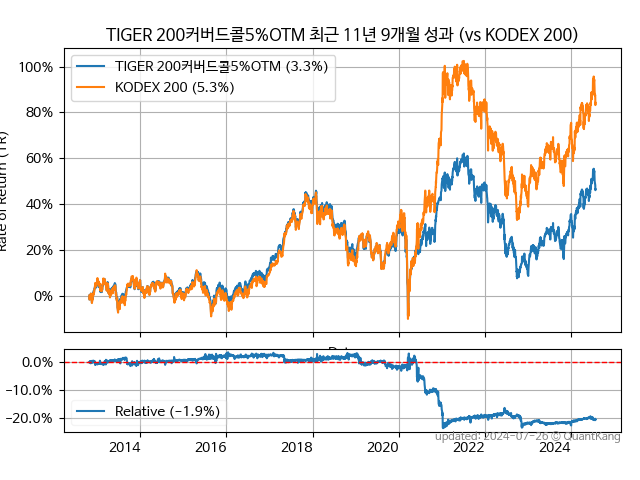 TIGER 200커버드콜5%OTM 최근 11년 9개월 성과 (vs KODEX 200)
TIGER 200커버드콜5%OTM (3.3%)
KODEX 200 (5.3%)
100%
80%
60%
40%
20%
0%
Rate of Return (TR)
0.0%
−10.0%
−20.0%
Relative (−1.9%)
2014
2016
2018
2020
2022
2024
updated: 2024-07-26 © QuantKang